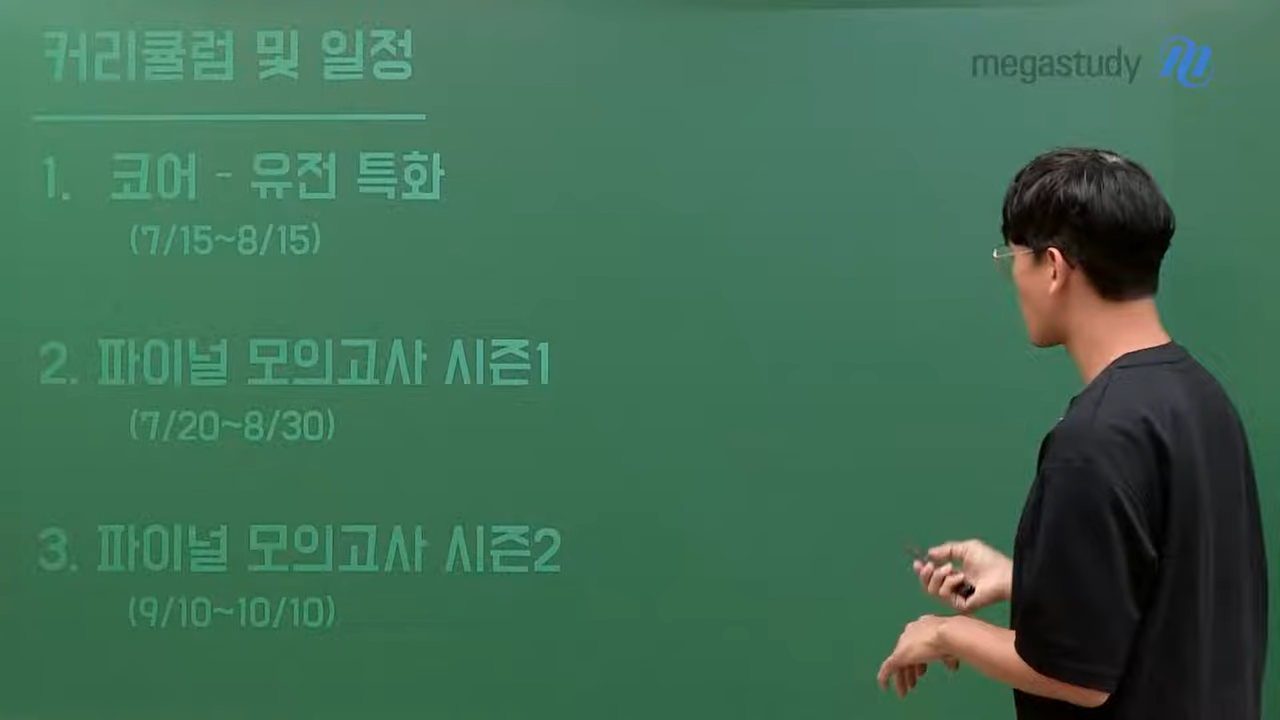 커리큘럼 및 일정
megastudy
1. 코어 - 유전 특화
(7/15~8/15)
2. 파이널 모의고사 시즌1
(7/20~8/30)
3. 파이널 모의고사 시즌2
(9/10~10/10)